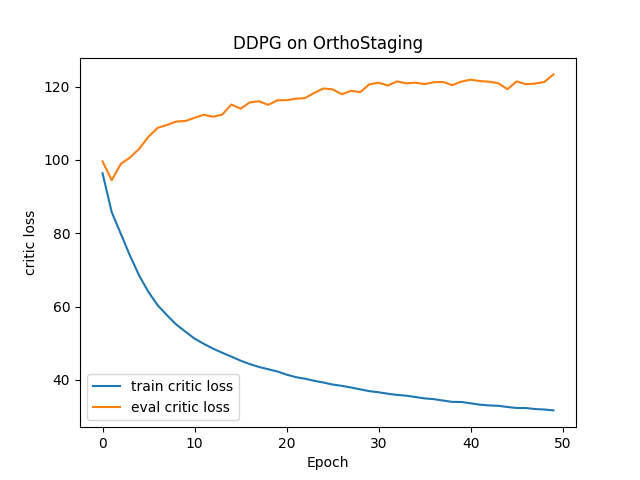 DDPG on OrthoStaging
critic loss
120
100
80
60
40
train critic loss
eval critic loss
0 10 20 30 40 50
Epoch